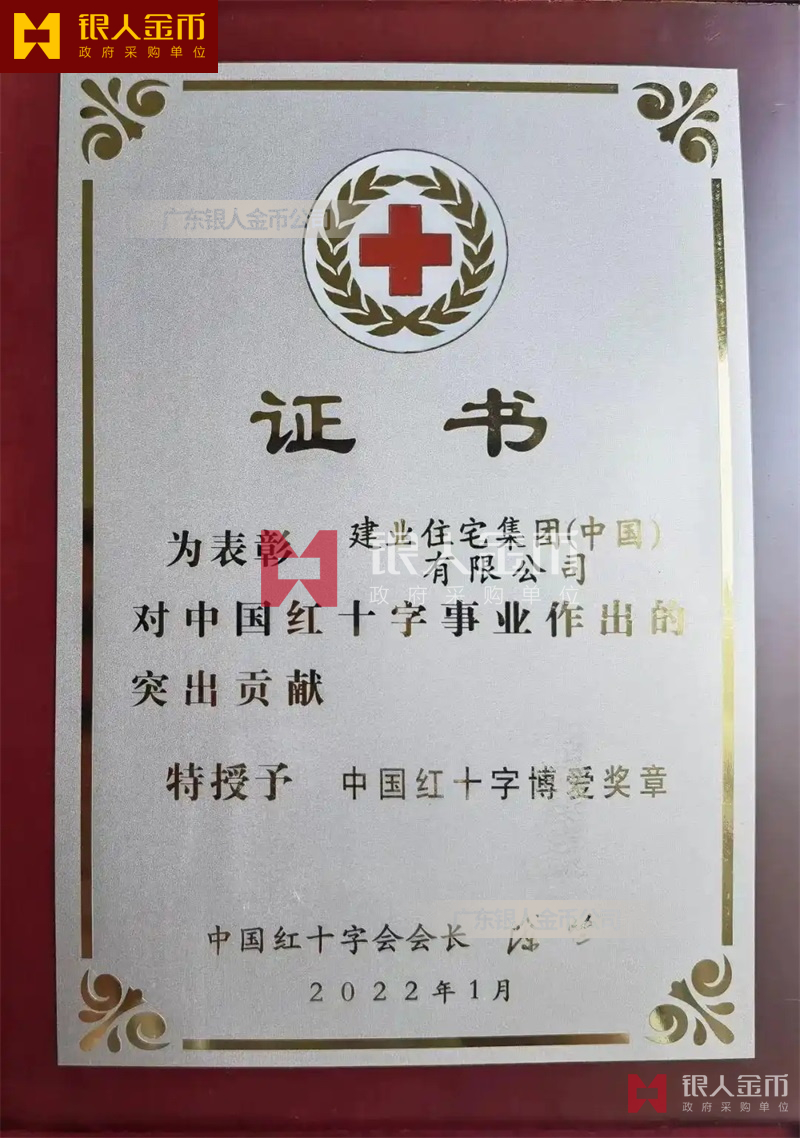 银人金币
政府采购单位
广东银人金币公司
证书
为表彰 建业住宅集团(中国)
有限公司
银人金币
政府采购单位
对中国红十字事业作出的
突出贡献
特授予 中国红十字博爱奖章
广东银人金币公司
中国红十字会会长
2022年1月
银人金币
政府采购单位